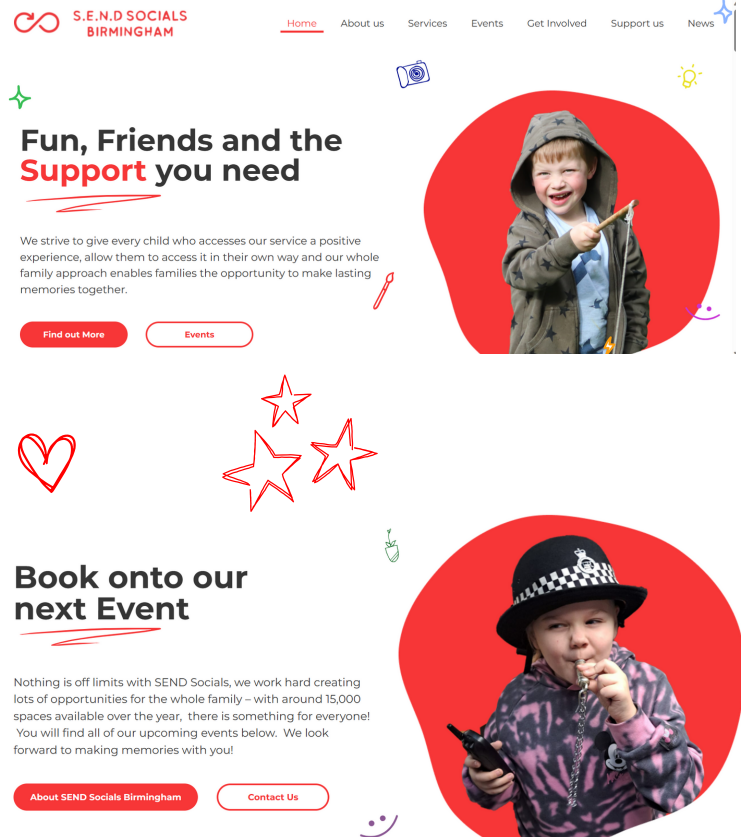 S.E.N.D SOCIALS
BIRMINGHAM
Home About us Services Events Get Involved Support us News
Fun, Friends and the
Support you need
We strive to give every child who accesses our service a positive
experience, allow them to access it in their own way and our whole
family approach enables families the opportunity to make lasting
memories together.
Find out More Events
Book onto our
next Event
Nothing is off limits with SEND Socials, we work hard creating
lots of opportunities for the whole family – with around 15,000
spaces available over the year,  there is something for everyone!
You will find all of our upcoming events below.  We look
forward to making memories with you!
About SEND Socials Birmingham Contact Us